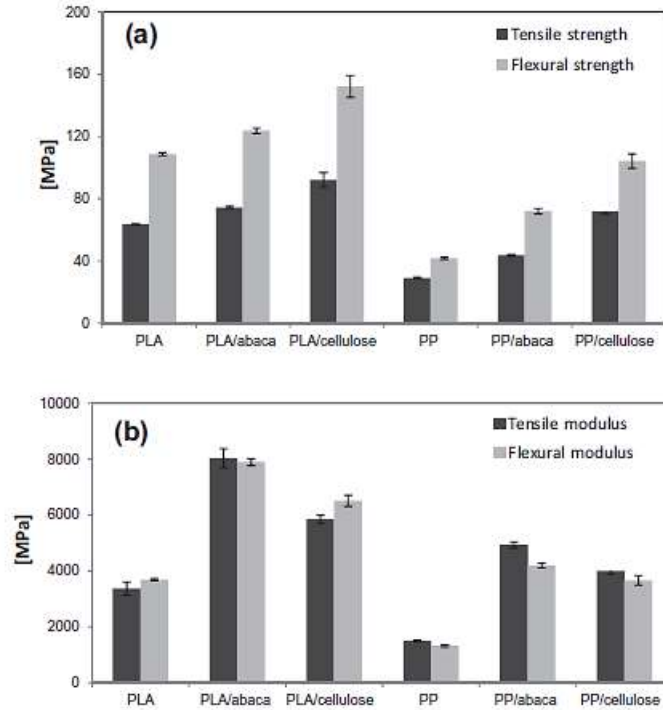 200
(a)
Tensile strength
Flexural strength
160
120
80
40
0
[MPa]
PLA PLA/abaca PLA/cellulose PP PP/abaca PP/cellulose
10000
(b)
Tensile modulus
Flexural modulus
8000
6000
4000
2000
0
[MPa]
PLA PLA/abaca PLA/cellulose PP PP/abaca PP/cellulose